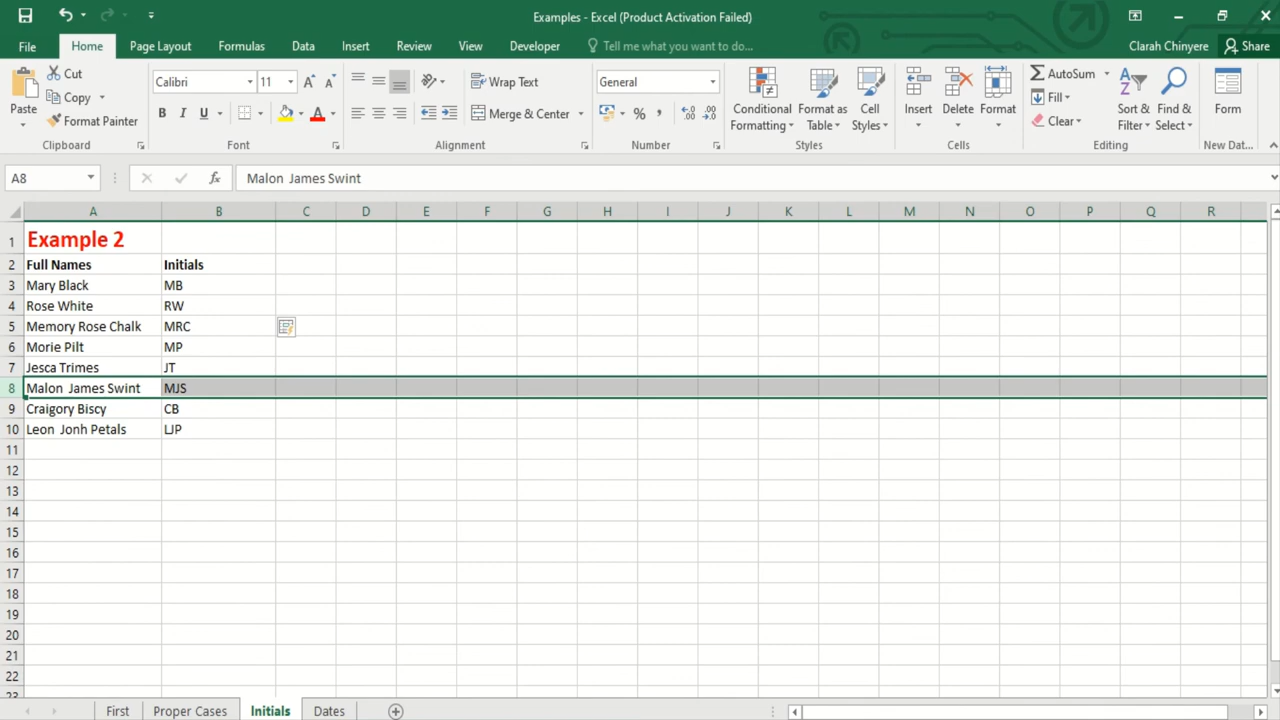 Examples - Excel (Product Activation Failed)
File Home Page Layout Formulas Data Insert Review View Developer Tell me what you want to do... Clarah Chinyere Share
Paste
Cut
Copy
Format Painter
Clipboard
Calibri 11
B I U
Font
Wrap Text
Merge & Center
Alignment
General
%
Number
Conditional Formatting
Format as Table
Cell Styles
Styles
Insert
Delete
Format
Cells
AutoSum
Fill
Clear
Sort & Filter
Find & Select
Editing
Form
New Dat...
A8 fx Malon  James Swint
A B C D E F G H I J K L M N O P Q R
1 Example 2
2 Full Names Initials
3 Mary Black MB
4 Rose White RW
5 Memory Rose Chalk MRC
6 Morie Pilt MP
7 Jesca Trimes JT
8 Malon  James Swint MJS
9 Craigory Biscy CB
10 Leon  Jonh Petals LJP
11
12
13
14
15
16
17
18
19
20
21
22
23
First Proper Cases Initials Dates